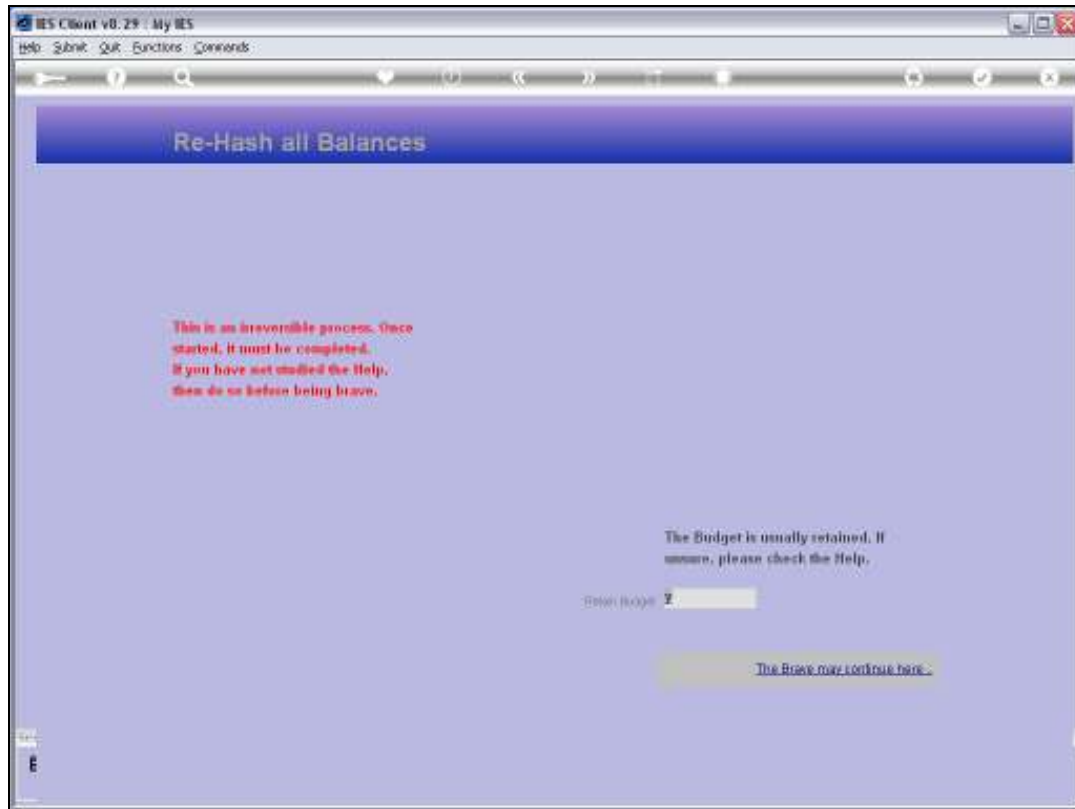 IES Client v0.29 : My IES
Help Submit Quit Functions Commands
Re-Hash all Balances
This is an irreversible process. Once
started, it must be completed.
If you have not studied the Help,
then do so before being brave.
The Budget is usually retained. If
unsure, please check the Help.
Retain Budget
The Brave may continue here...